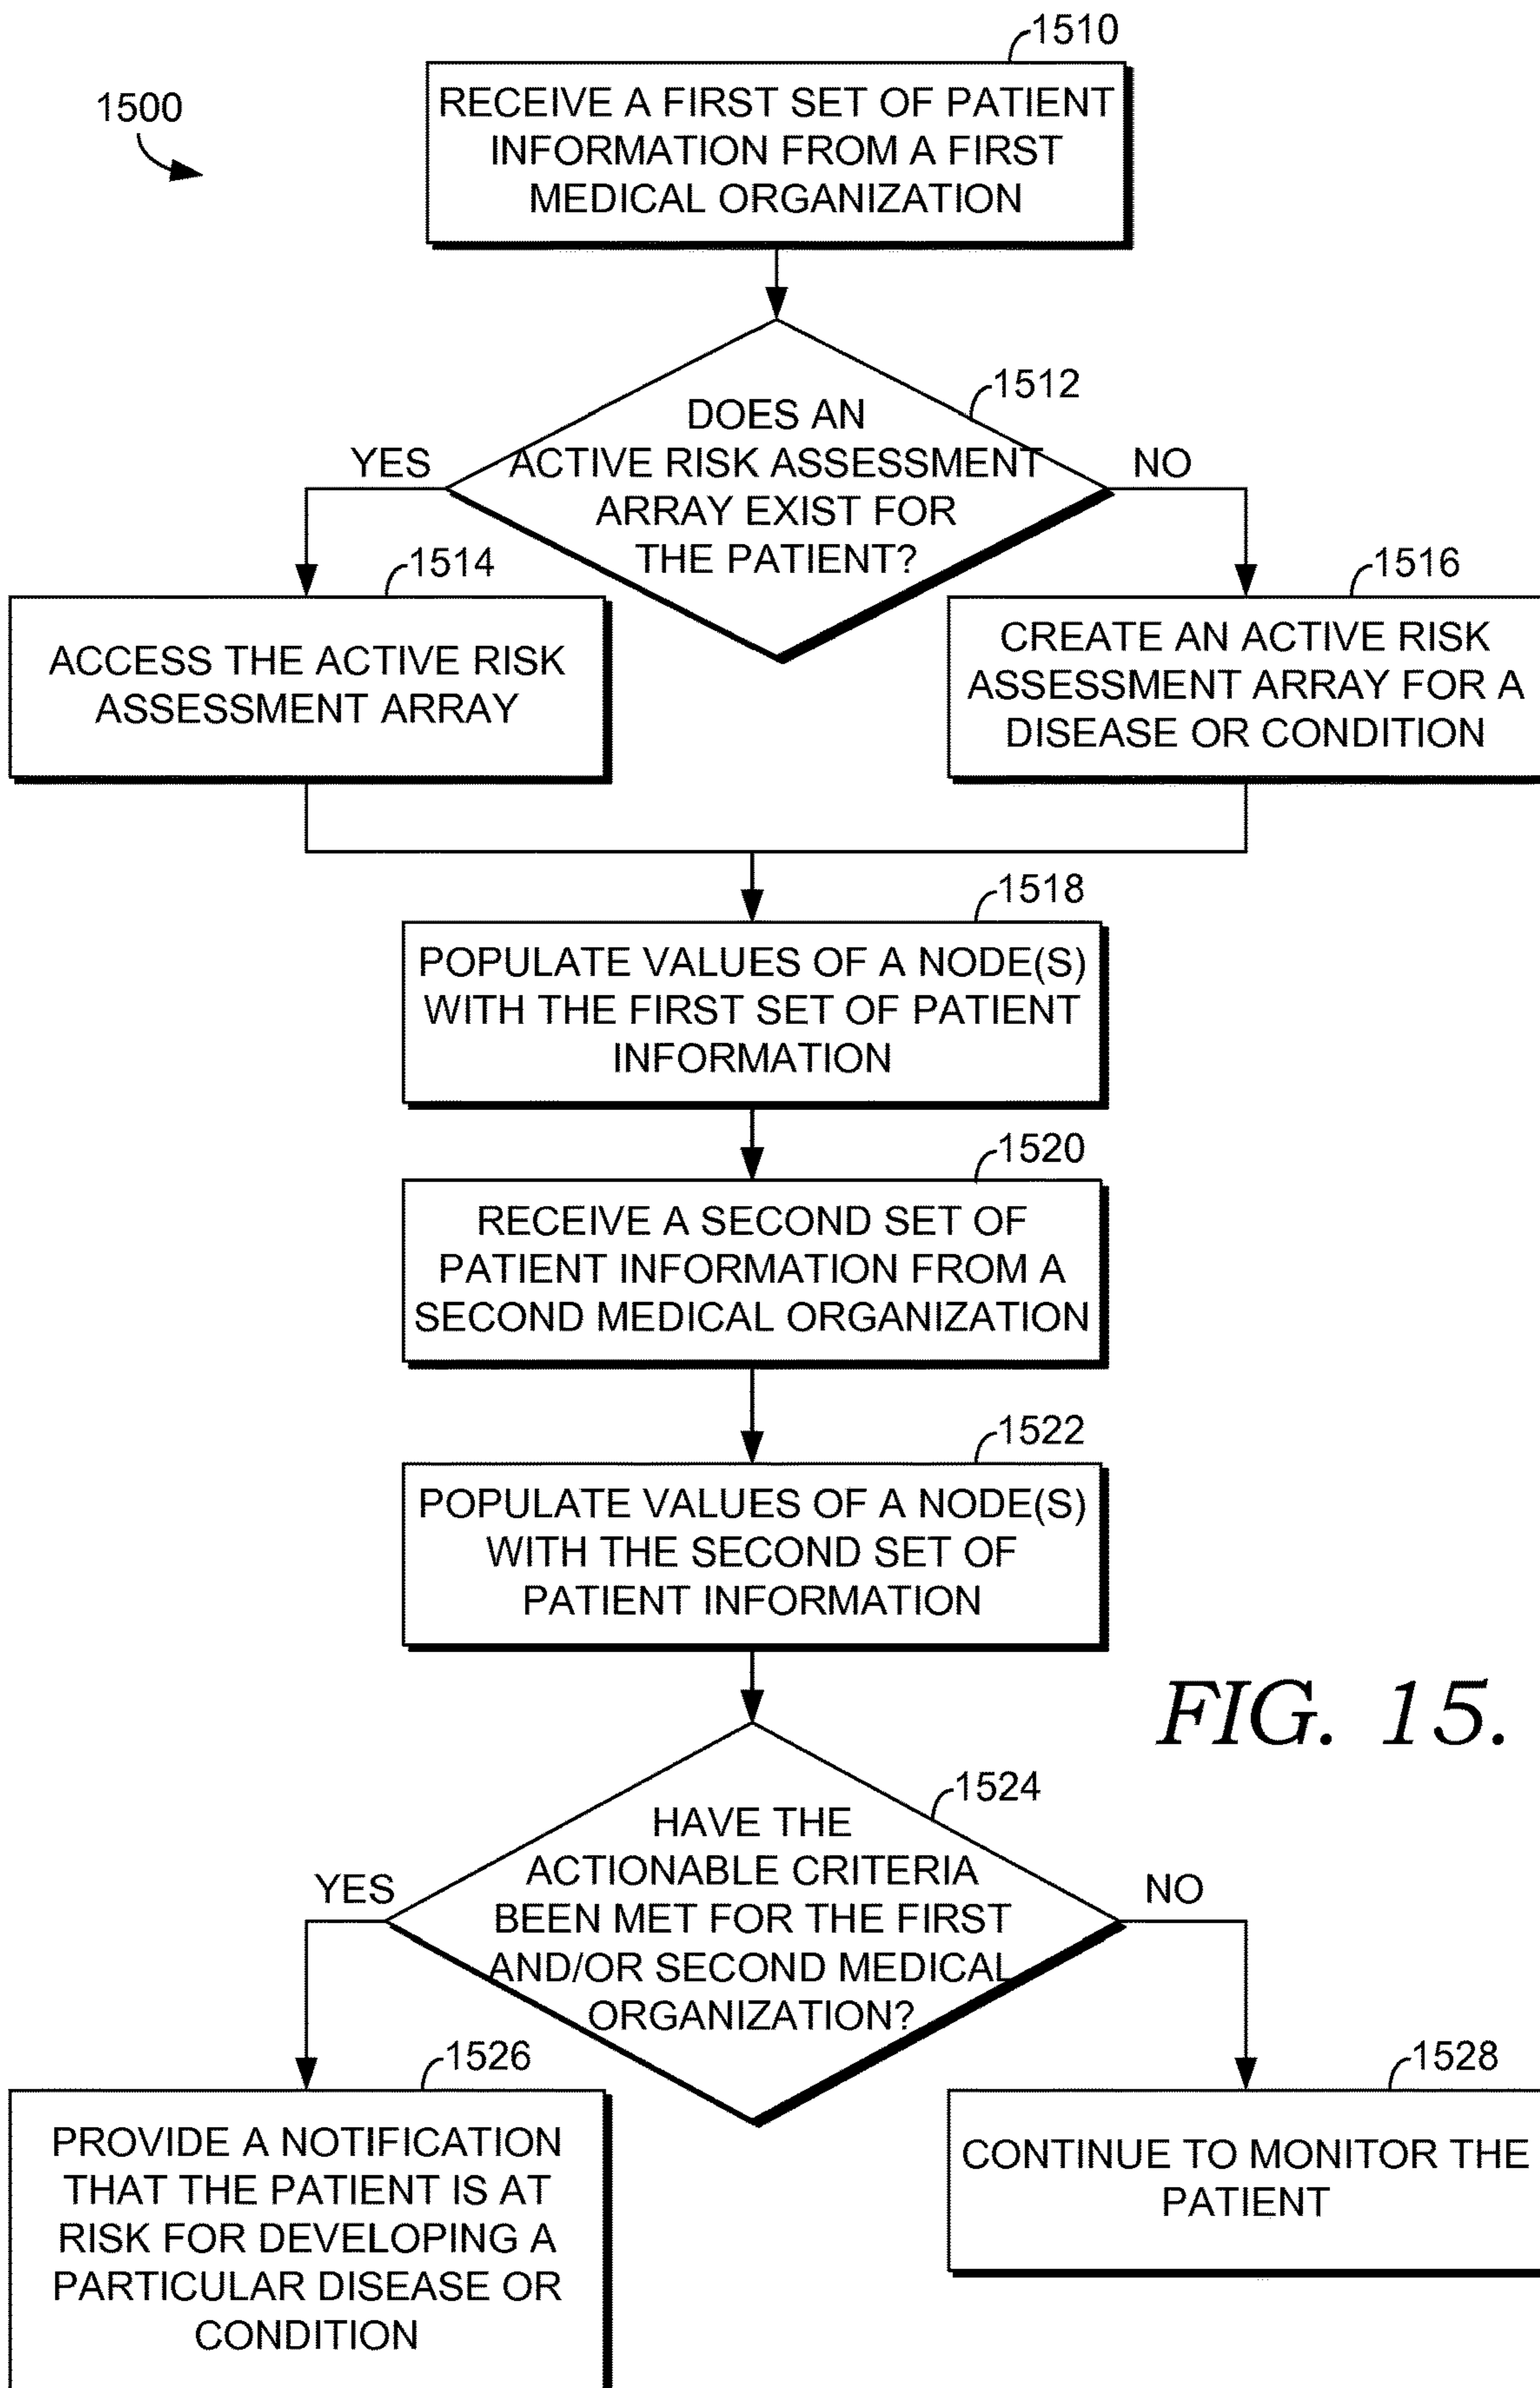 1510
1500
RECEIVE A FIRST SET OF PATIENT
INFORMATION FROM A FIRST
MEDICAL ORGANIZATION
1512
DOES AN
ACTIVE RISK ASSESSMENT
ARRAY EXIST FOR
THE PATIENT?
YES
NO
1514
ACCESS THE ACTIVE RISK
ASSESSMENT ARRAY
1516
CREATE AN ACTIVE RISK
ASSESSMENT ARRAY FOR A
DISEASE OR CONDITION
1518
POPULATE VALUES OF A NODE(S)
WITH THE FIRST SET OF PATIENT
INFORMATION
1520
RECEIVE A SECOND SET OF
PATIENT INFORMATION FROM A
SECOND MEDICAL ORGANIZATION
1522
POPULATE VALUES OF A NODE(S)
WITH THE SECOND SET OF
PATIENT INFORMATION
FIG. 15.
1524
HAVE THE
ACTIONABLE CRITERIA
BEEN MET FOR THE FIRST
AND/OR SECOND MEDICAL
ORGANIZATION?
YES
NO
1526
PROVIDE A NOTIFICATION
THAT THE PATIENT IS AT
RISK FOR DEVELOPING A
PARTICULAR DISEASE OR
CONDITION
1528
CONTINUE TO MONITOR THE
PATIENT